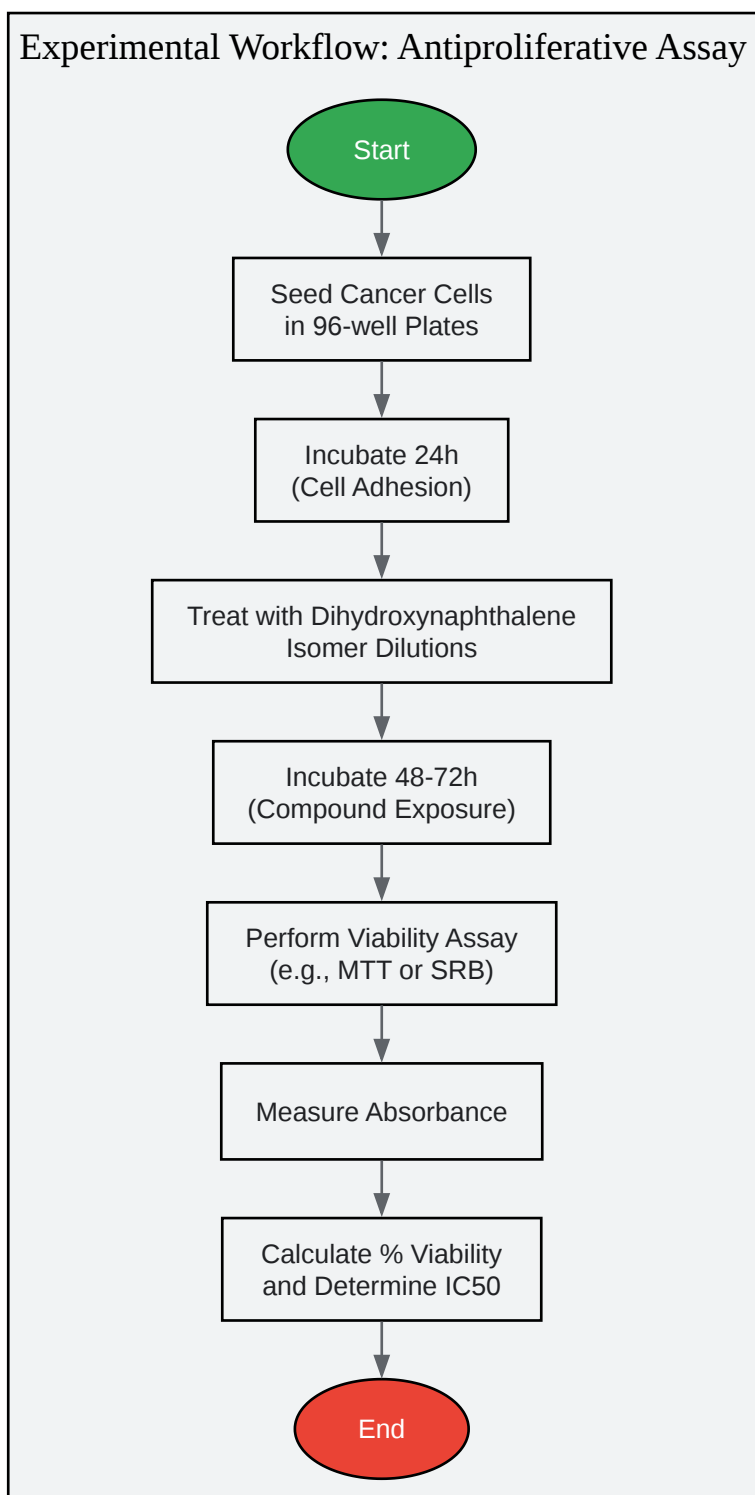 Experimental Workflow: Antiproliferative Assay
Start
Seed Cancer Cells
in 96-well Plates
Incubate 24h
(Cell Adhesion)
Treat with Dihydroxynaphthalene
Isomer Dilutions
Incubate 48-72h
(Compound Exposure)
Perform Viability Assay
(e.g., MTT or SRB)
Measure Absorbance
Calculate % Viability
and Determine IC50
End